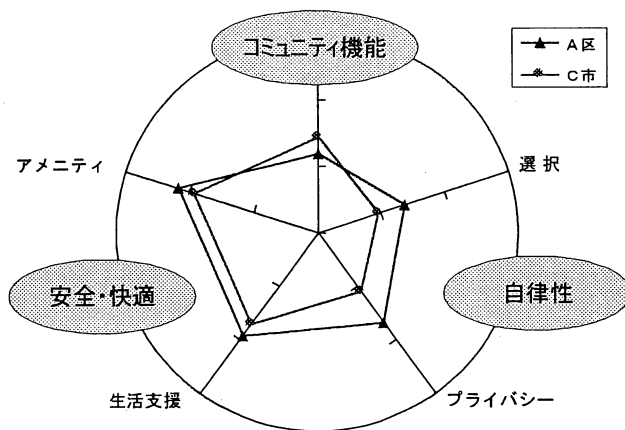 コミュニティ機能
A区
C市
アメニティ
選択
安全・快適
自律性
生活支援
プライバシー